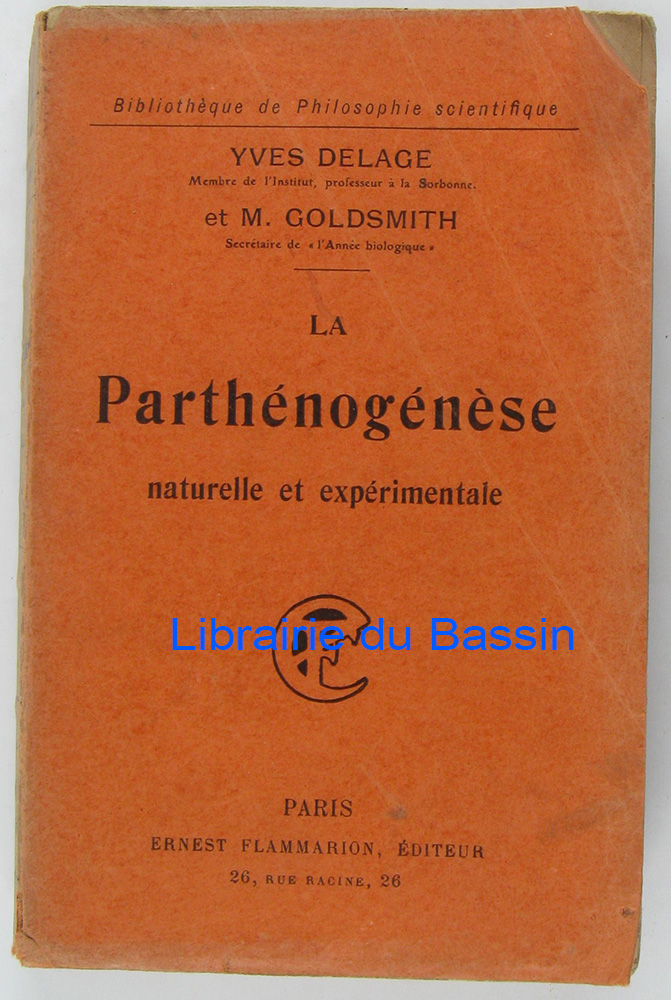 Bibliothèque de Philosophie scientifique
YVES DELAGE
Membre de l'Institut, professeur à la Sorbonne.
et M. GOLDSMITH
Secrétaire de « l'Année biologique »
LA
Parthénogénèse
naturelle et expérimentale
Librairie du Bassin
PARIS
ERNEST FLAMMARION, ÉDITEUR
26, RUE RACINE, 26